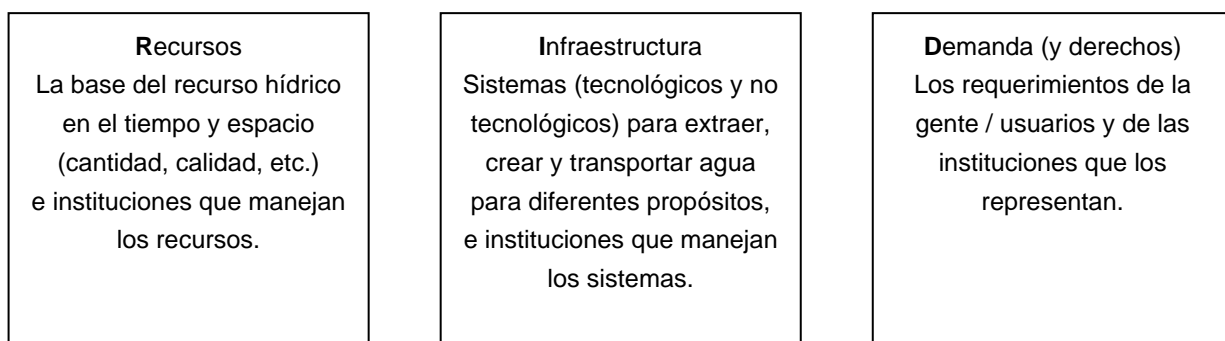 Recursos
La base del recurso hídrico
en el tiempo y espacio
(cantidad, calidad, etc.)
e instituciones que manejan
los recursos.
Infraestructura
Sistemas (tecnológicos y no
tecnológicos) para extraer,
crear y transportar agua
para diferentes propósitos,
e instituciones que manejan
los sistemas.
Demanda (y derechos)
Los requerimientos de la
gente / usuarios y de las
instituciones que los
representan.